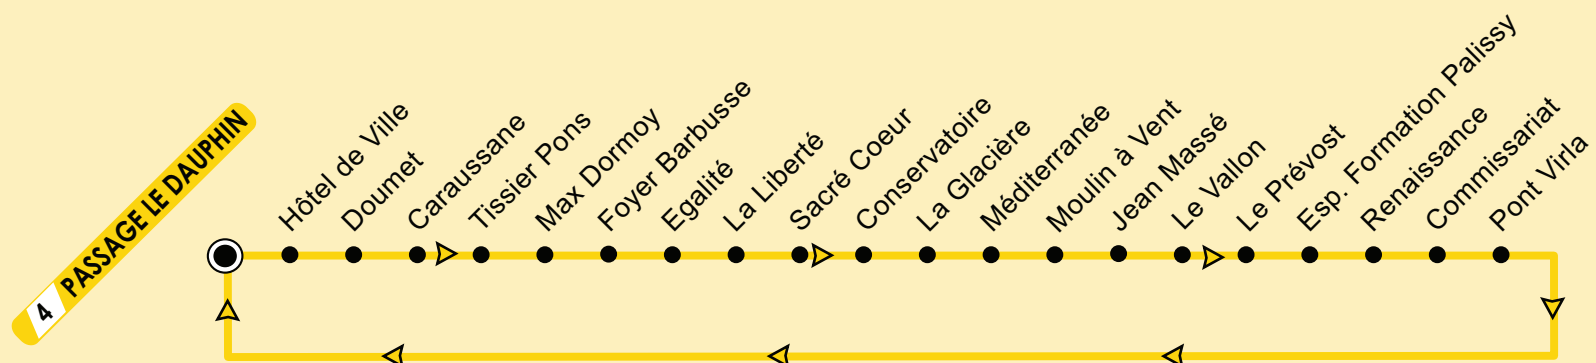 4 PASSAGE LE DAUPHIN
Hôtel de Ville
Doumet
Caraussane
Tissier Pons
Max Dormoy
Foyer Barbusse
Egalité
La Liberté
Sacré Coeur
Conservatoire
La Glacière
Méditerranée
Moulin à Vent
Jean Massé
Le Vallon
Le Prévost
Esp. Formation Palissy
Renaissance
Commissariat
Pont Virla